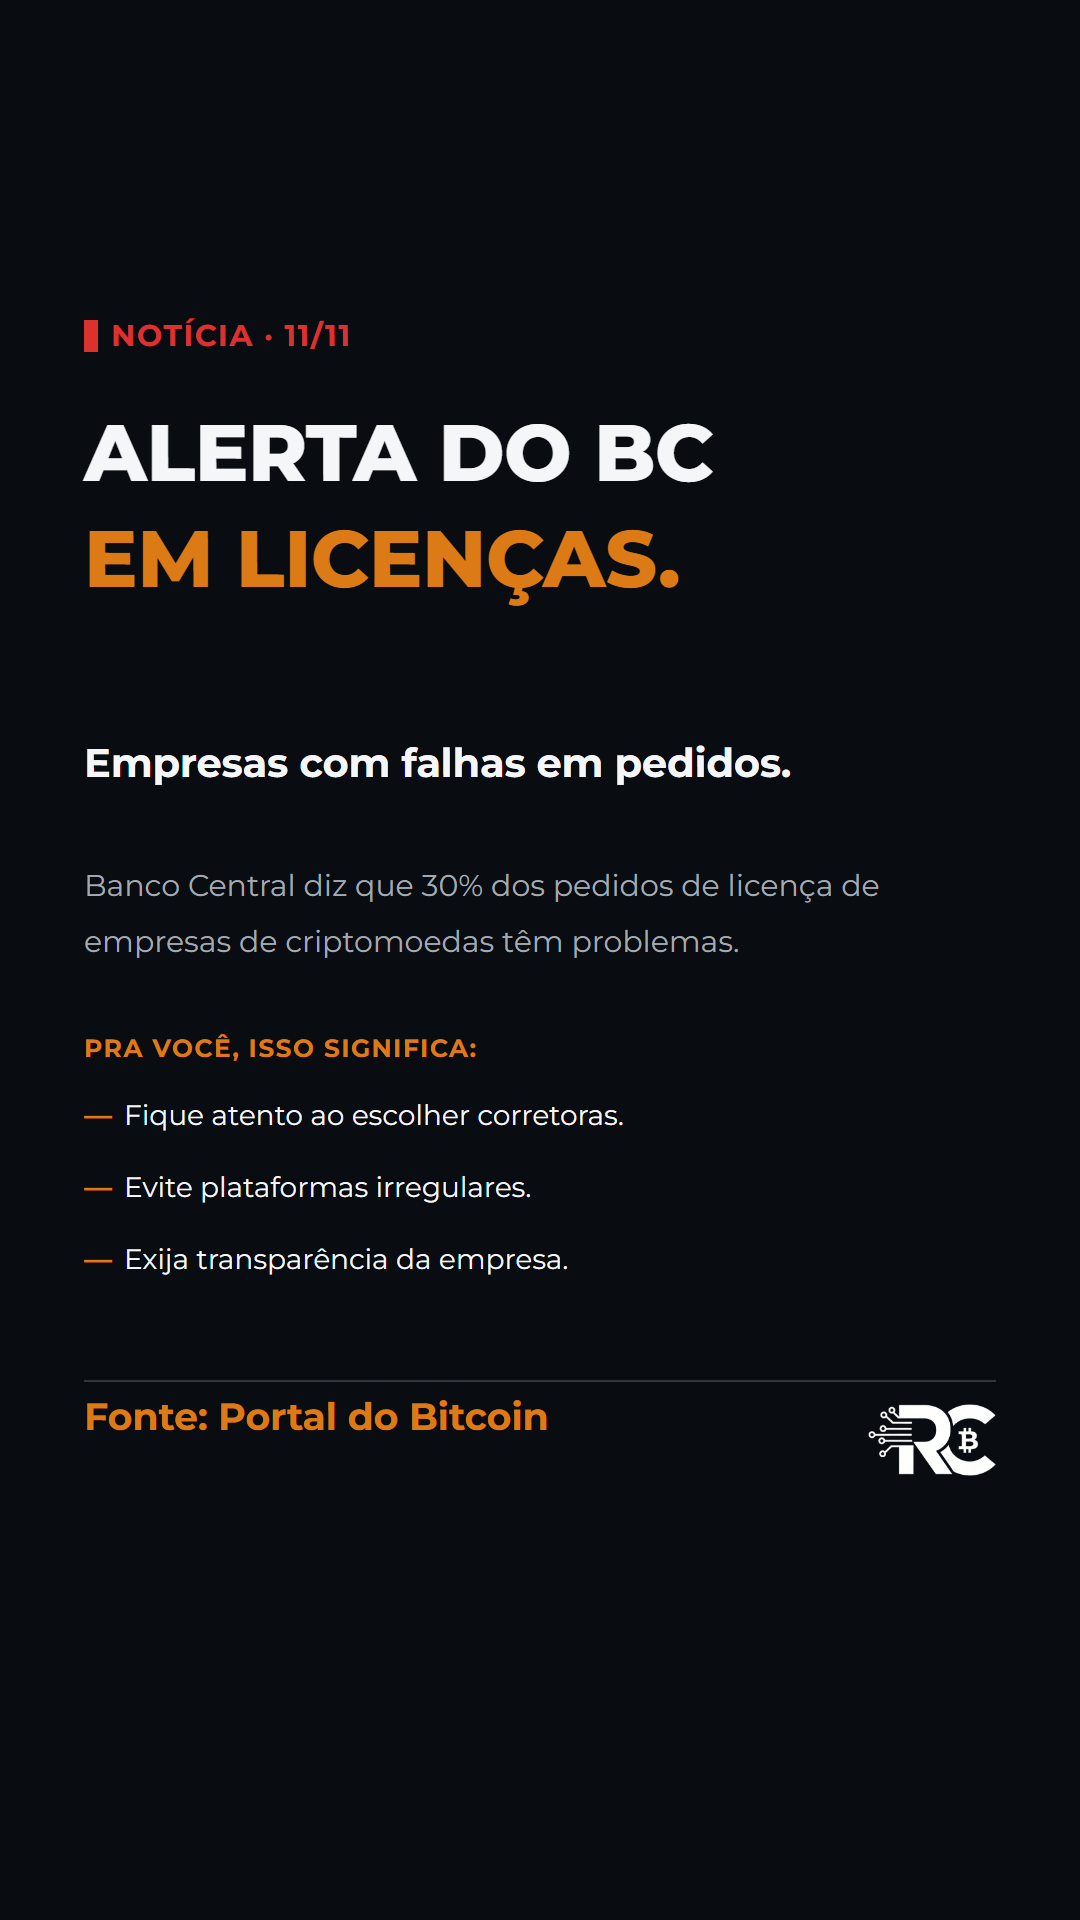 NOTÍCIA · 11/11
ALERTA DO BC
EM LICENÇAS.
Empresas com falhas em pedidos.
Banco Central diz que 30% dos pedidos de licença de
empresas de criptomoedas têm problemas.
PRA VOCÊ, ISSO SIGNIFICA:
— Fique atento ao escolher corretoras.
— Evite plataformas irregulares.
— Exija transparência da empresa.
Fonte: Portal do Bitcoin
RC